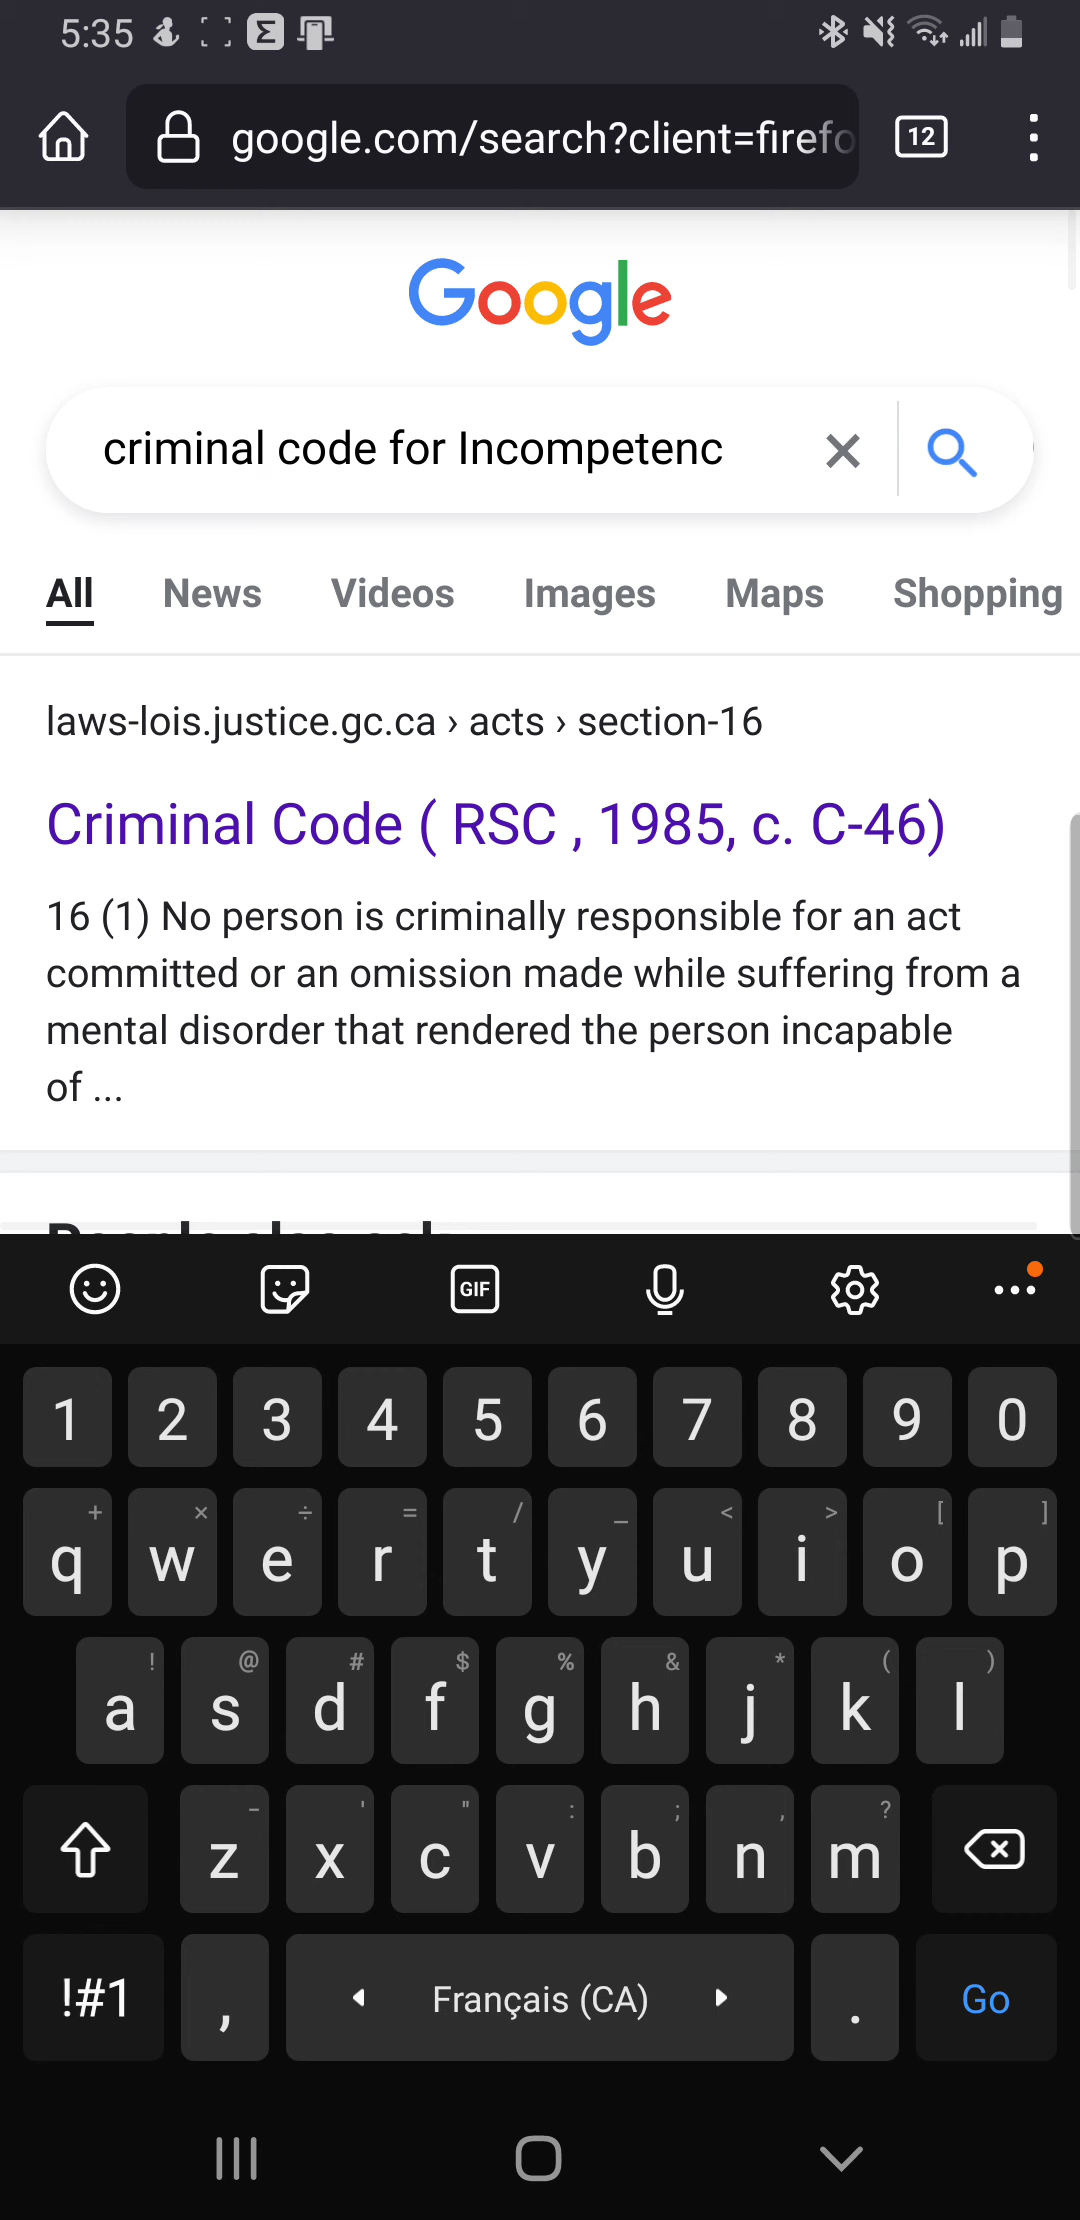 5:35
google.com/search?client=firefo
12
Google
criminal code for Incompetenc
All News Videos Images Maps Shopping
laws-lois.justice.gc.ca › acts › section-16
Criminal Code ( RSC , 1985, c. C-46)
16 (1) No person is criminally responsible for an act
committed or an omission made while suffering from a
mental disorder that rendered the person incapable
of ...
GIF
1 2 3 4 5 6 7 8 9 0
+ × ÷ = / _ < > [ ]
q w e r t y u i o p
! @ # $ % & * ( )
a s d f g h j k l
- ' " : ; , ?
z x c v b n m
!#1 , Français (CA) . Go